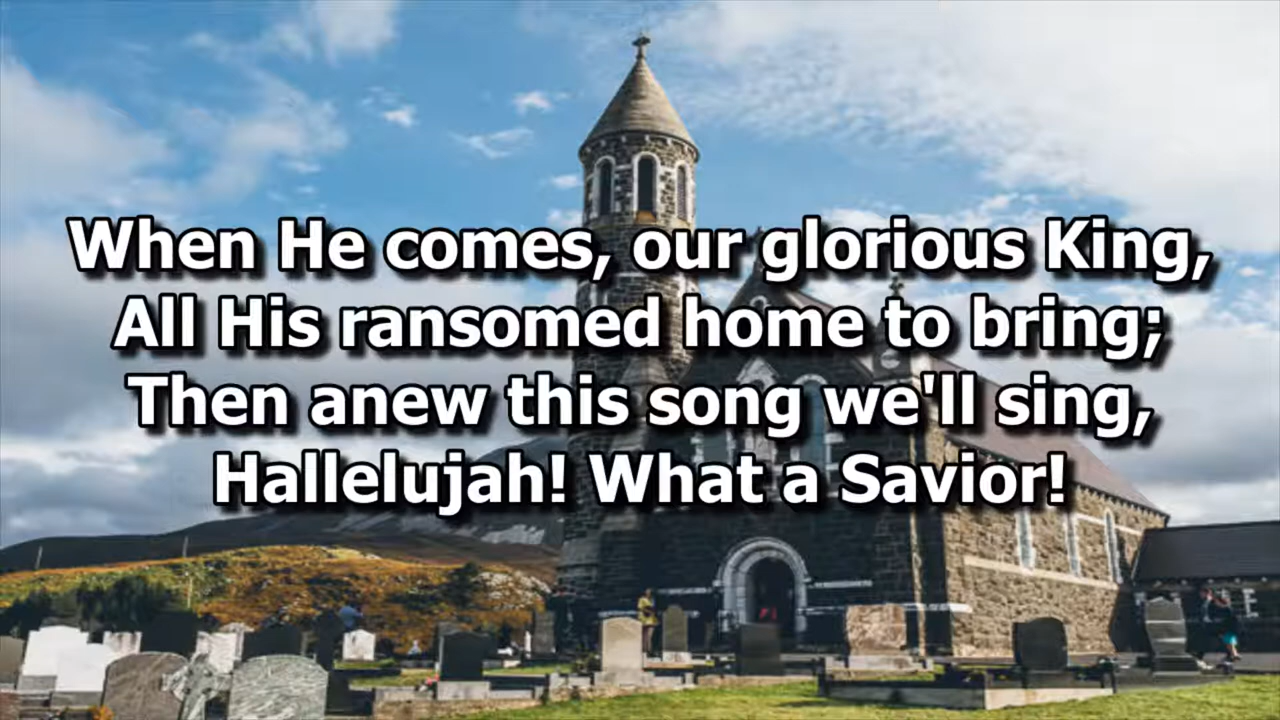 When He comes, our glorious King,
All His ransomed home to bring;
Then anew this song we'll sing,
Hallelujah! What a Savior!